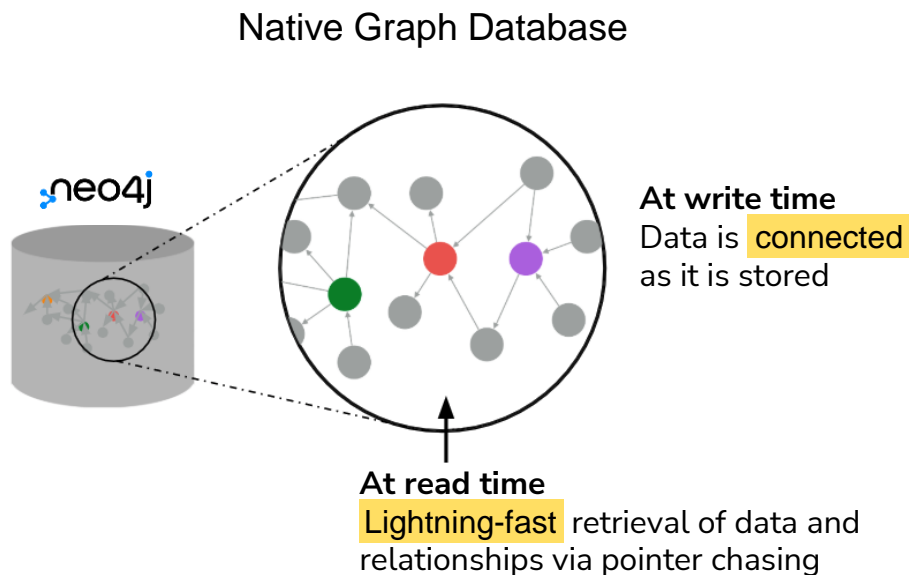 Native Graph Database
neo4j
At write time
Data is connected
as it is stored
At read time
Lightning-fast retrieval of data and
relationships via pointer chasing